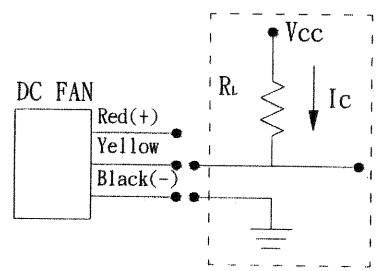 Vcc
DC FAN
RL
Ic
Red(+)
Yellow
Black(-)